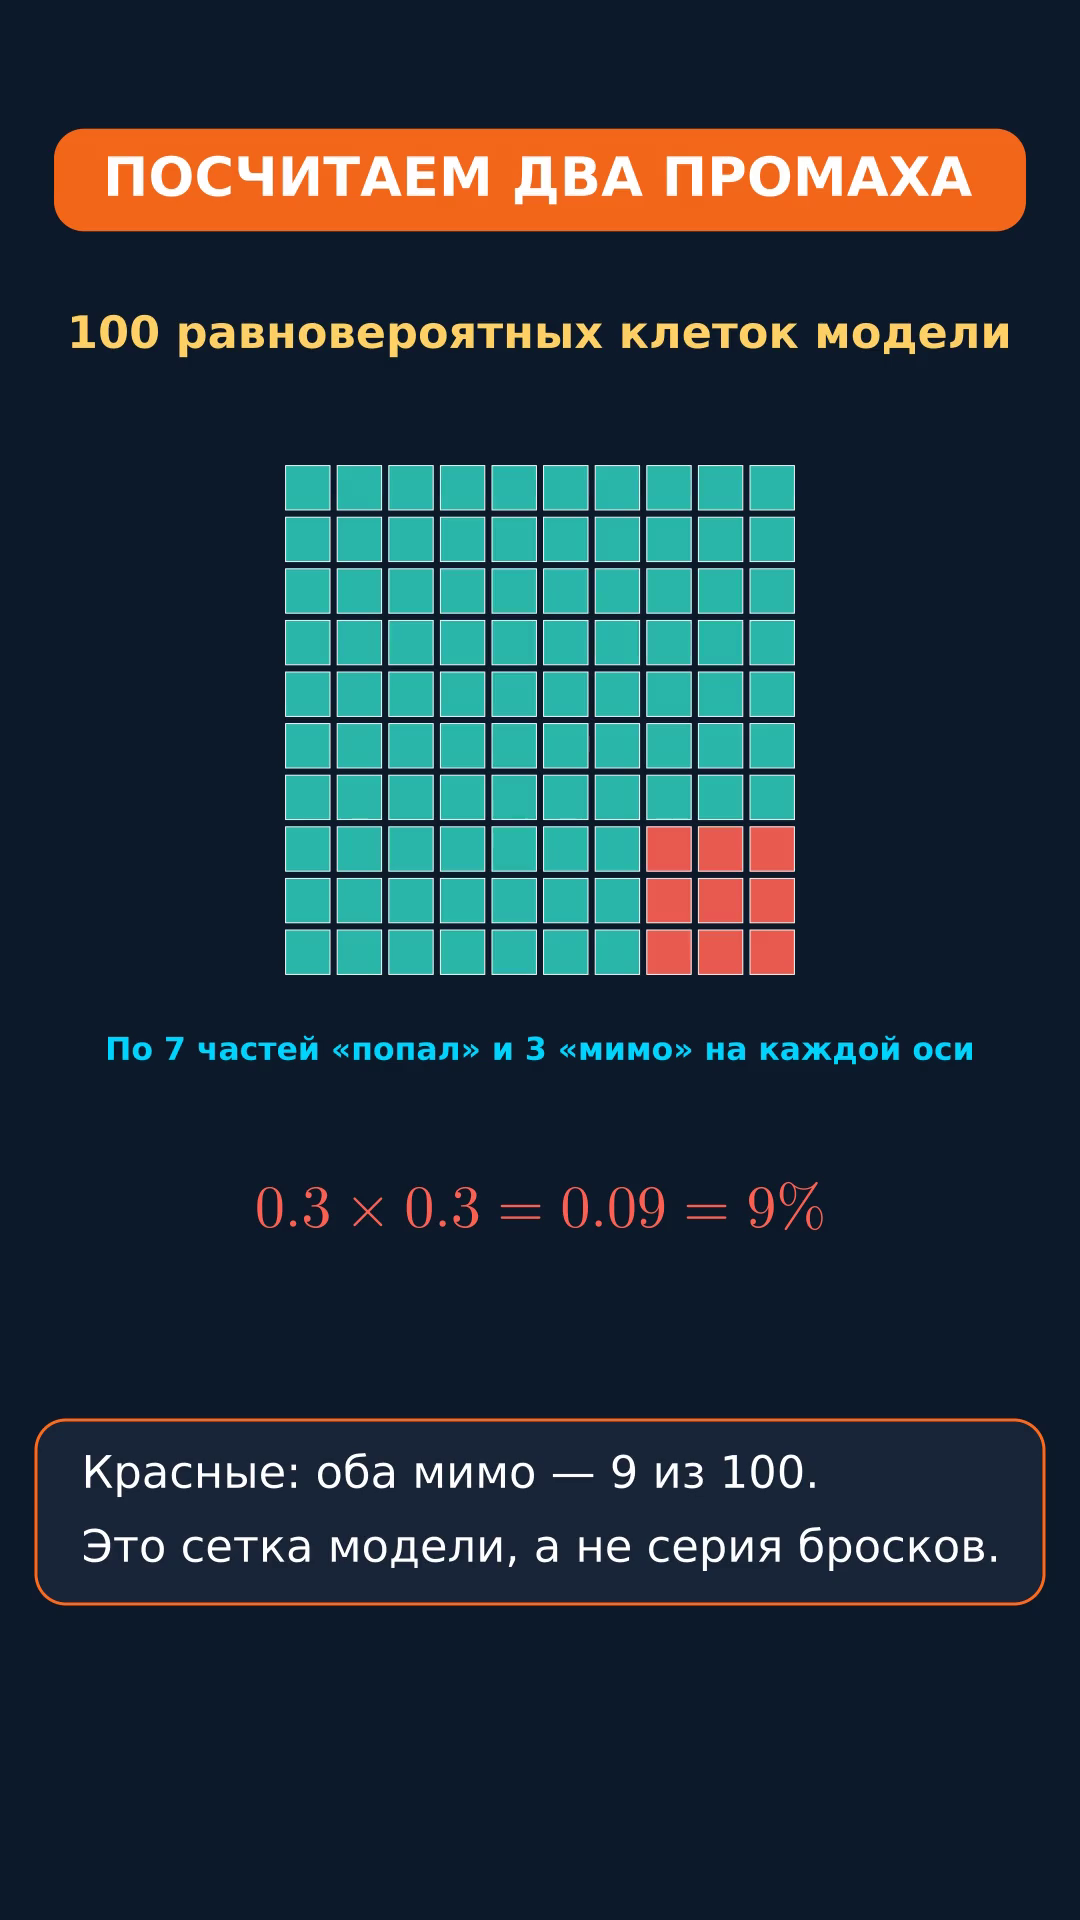 ПОСЧИТАЕМ ДВА ПРОМАХА
100 равновероятных клеток модели
По 7 частей «попал» и 3 «мимо» на каждой оси
0.3 × 0.3 = 0.09 = 9%
Красные: оба мимо — 9 из 100.
Это сетка модели, а не серия бросков.